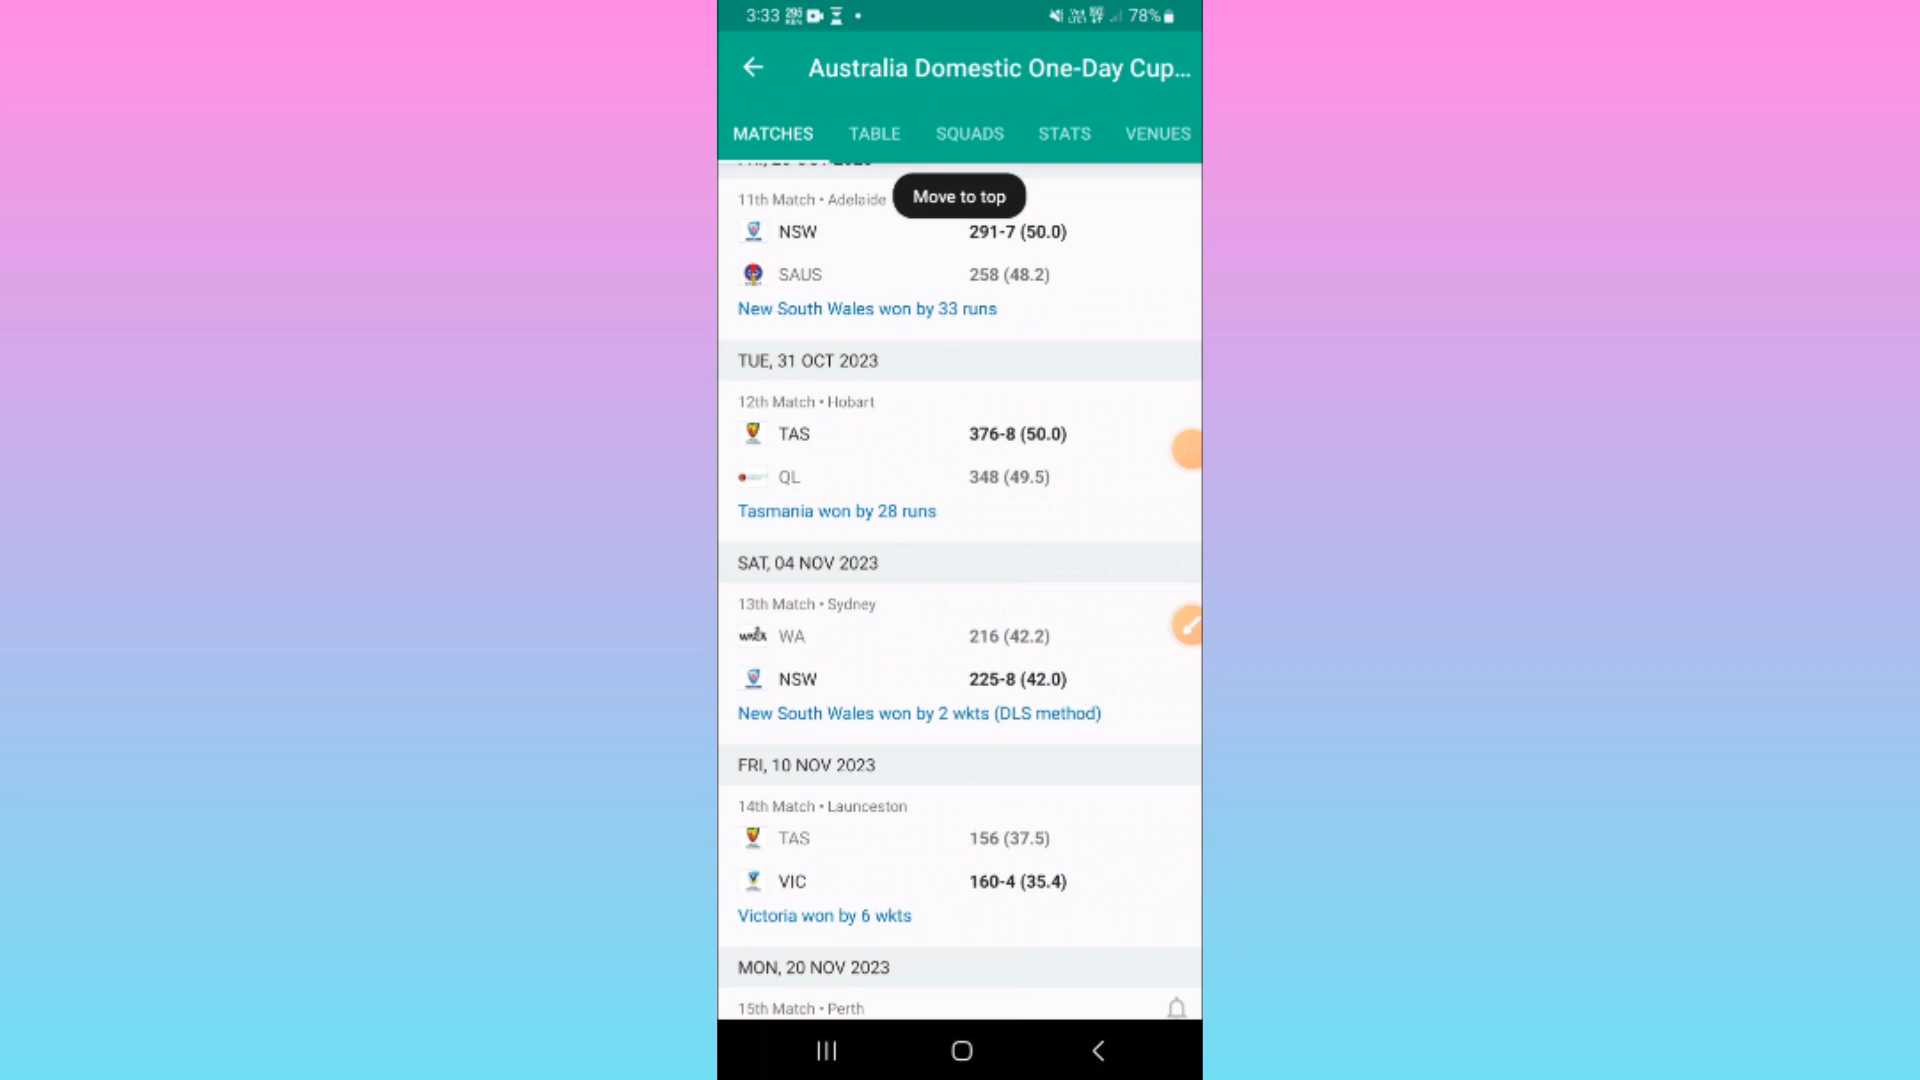 3:33 295 KB/s 78%
Australia Domestic One-Day Cup...
MATCHES TABLE SQUADS STATS VENUES
11th Match • Adelaide
Move to top
NSW 291-7 (50.0)
SAUS 258 (48.2)
New South Wales won by 33 runs
TUE, 31 OCT 2023
12th Match • Hobart
TAS 376-8 (50.0)
QL 348 (49.5)
Tasmania won by 28 runs
SAT, 04 NOV 2023
13th Match • Sydney
WA 216 (42.2)
NSW 225-8 (42.0)
New South Wales won by 2 wkts (DLS method)
FRI, 10 NOV 2023
14th Match • Launceston
TAS 156 (37.5)
VIC 160-4 (35.4)
Victoria won by 6 wkts
MON, 20 NOV 2023
15th Match • Perth